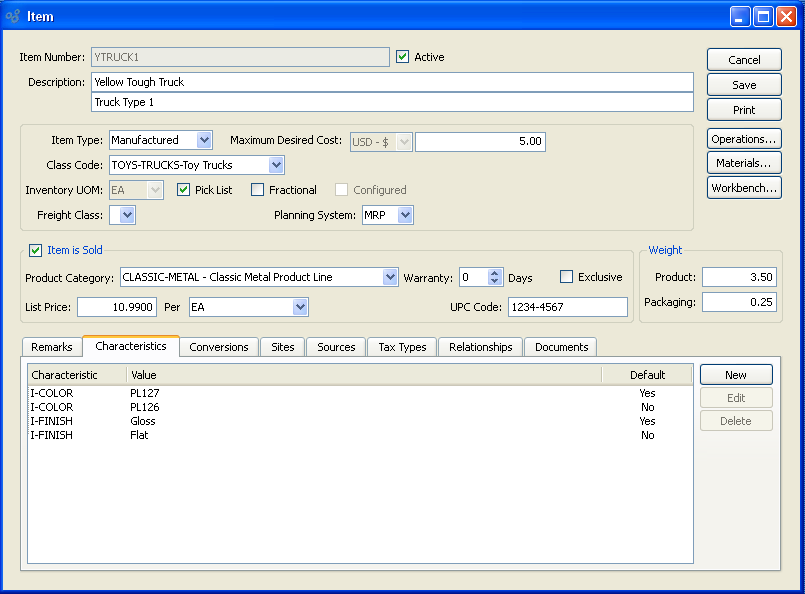 Item
Item Number: YTRUCK1 Active
Cancel
Description: Yellow Tough Truck
Save
Truck Type 1
Print
Item Type: Manufactured Maximum Desired Cost: USD - $ 5.00
Operations...
Class Code: TOYS-TRUCKS-Toy Trucks
Materials...
Inventory UOM: EA Pick List Fractional Configured
Workbench...
Freight Class: Planning System: MRP
Item is Sold
Weight
Product Category: CLASSIC-METAL - Classic Metal Product Line Warranty: 0 Days Exclusive
Product: 3.50
List Price: 10.9900 Per EA UPC Code: 1234-4567
Packaging: 0.25
Remarks Characteristics Conversions Sites Sources Tax Types Relationships Documents
Characteristic Value Default
New
I-COLOR PL127 Yes
Edit
I-COLOR PL126 No
I-FINISH Gloss Yes
Delete
I-FINISH Flat No